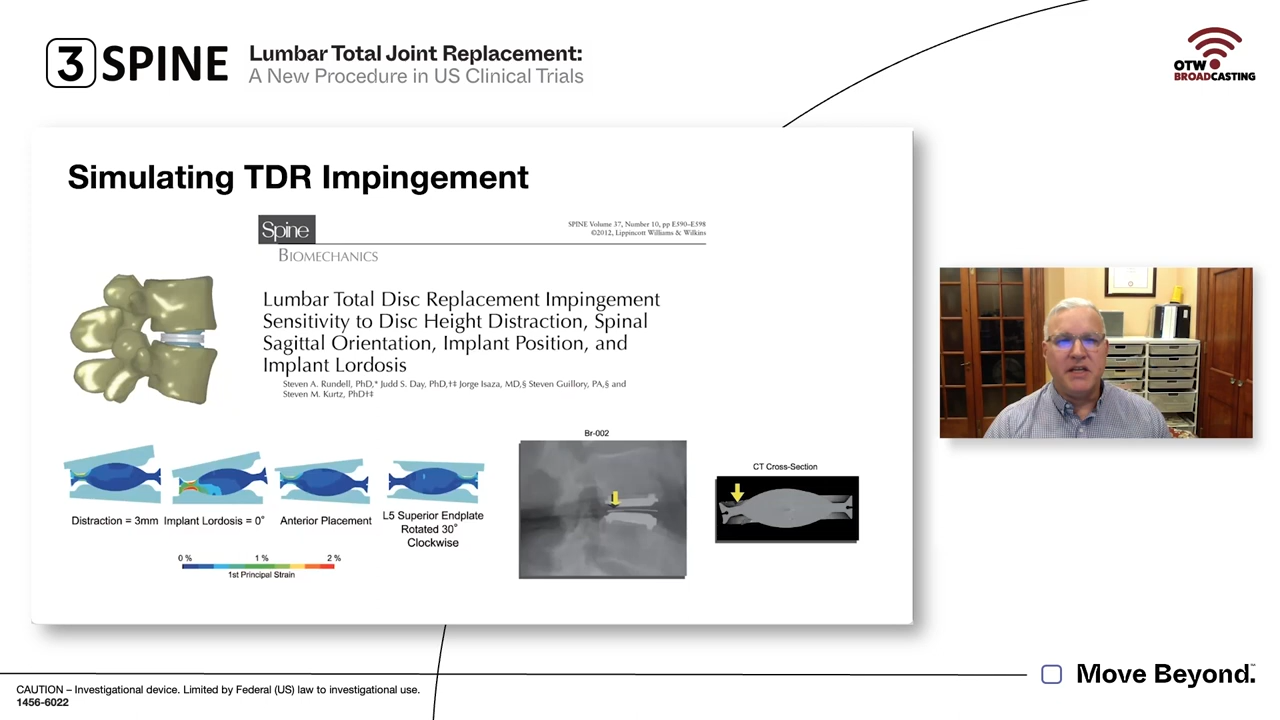 3 SPINE
Lumbar Total Joint Replacement:
A New Procedure in US Clinical Trials
OTW
BROADCASTING
Simulating TDR Impingement
Spine
SPINE Volume 37, Number 10, pp E590–E598
©2012, Lippincott Williams & Wilkins
BIOMECHANICS
Lumbar Total Disc Replacement Impingement
Sensitivity to Disc Height Distraction, Spinal
Sagittal Orientation, Implant Position, and
Implant Lordosis
Steven A. Rundell, PhD,* Judd S. Day, PhD,†‡ Jorge Isaza, MD,§ Steven Guillory, PA,§ and
Steven M. Kurtz, PhD†‡
Distraction = 3mm
Implant Lordosis = 0°
Anterior Placement
L5 Superior Endplate
Rotated 30°
Clockwise
0 %
1 %
2 %
1st Principal Strain
Br-002
CT Cross-Section
CAUTION – Investigational device. Limited by Federal (US) law to investigational use.
1456-6022
Move Beyond.™